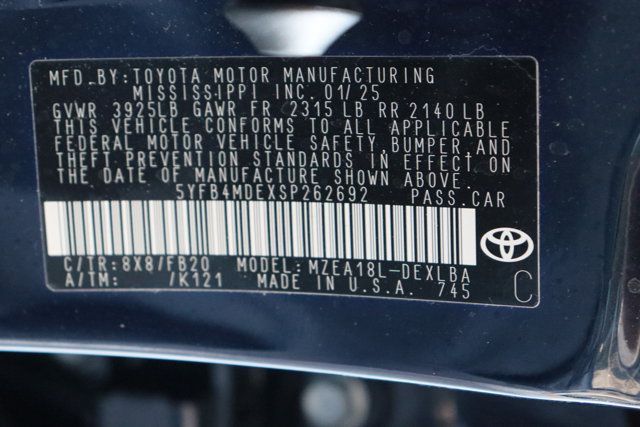 MFD.BY:TOYOTA MOTOR MANUFACTURING
MISSISSIPPI INC. 01/25
GVWR 3925LB GAWR FR 2315 LB RR 2140 LB
THIS VEHICLE CONFORMS TO ALL APPLICABLE
FEDERAL MOTOR VEHICLE SAFETY,BUMPER,AND
THEFT PREVENTION STANDARDS IN EFFECT ON
THE DATE OF MANUFACTURE SHOWN ABOVE.
5YFB4MDEXSP262692 PASS.CAR
C/TR:8X8/FB20 MODEL:MZEA18L-DEXLBA
A/TM: /K121 MADE IN U.S.A. 745 C